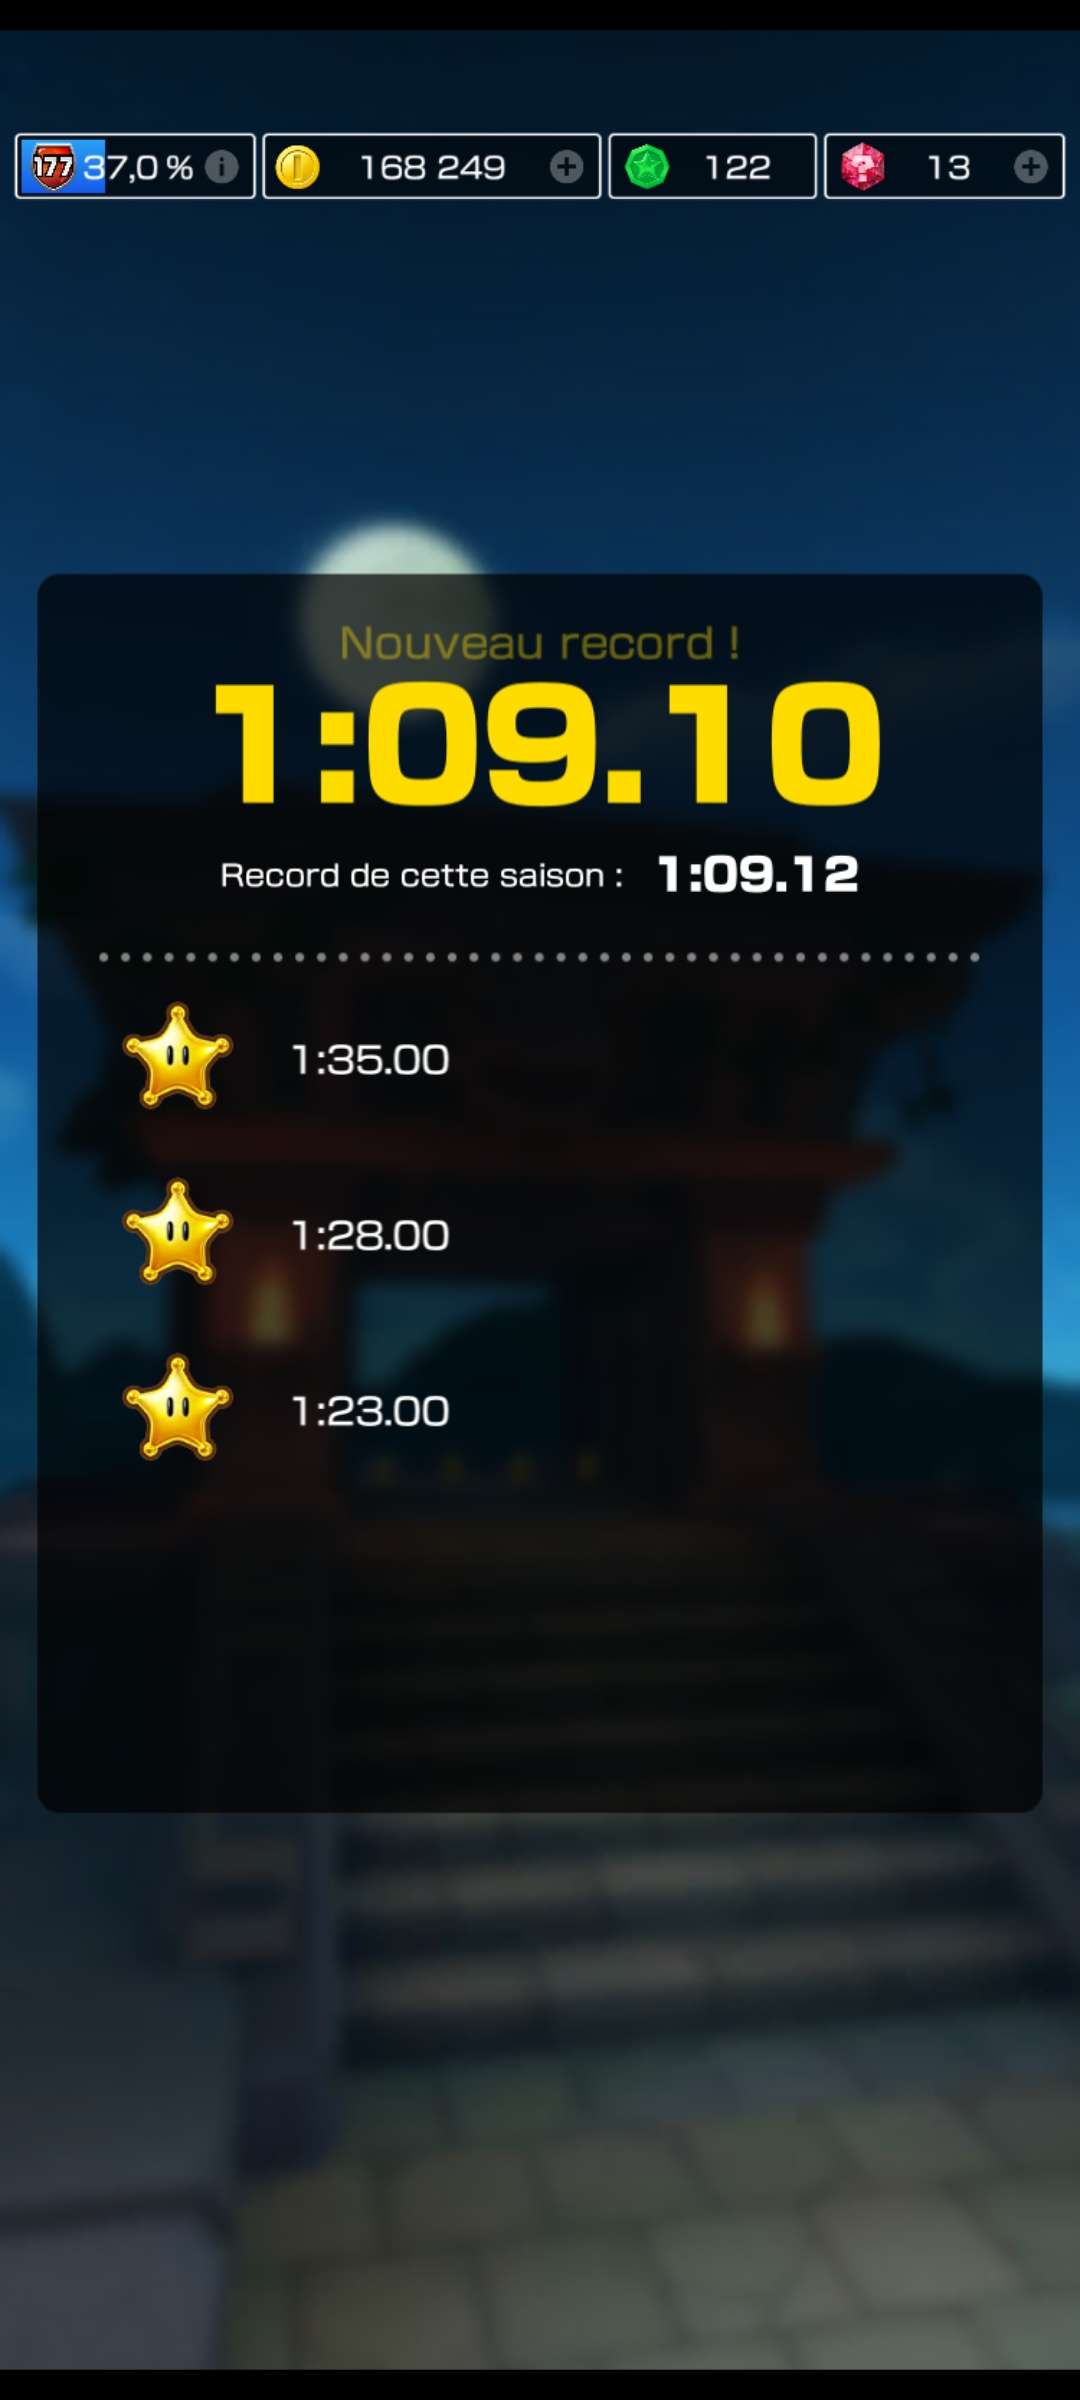 177 37,0 % i 168 249 + 122 ? 13 +
Nouveau record !
1:09.10
Record de cette saison : 1:09.12
1:35.00
1:28.00
1:23.00